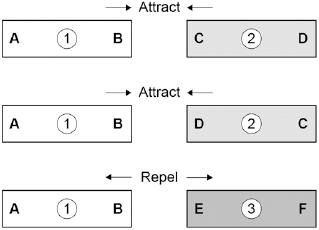 Attract
A 1 B C 2 D
Attract
A 1 B D 2 C
Repel
A 1 B E 3 F